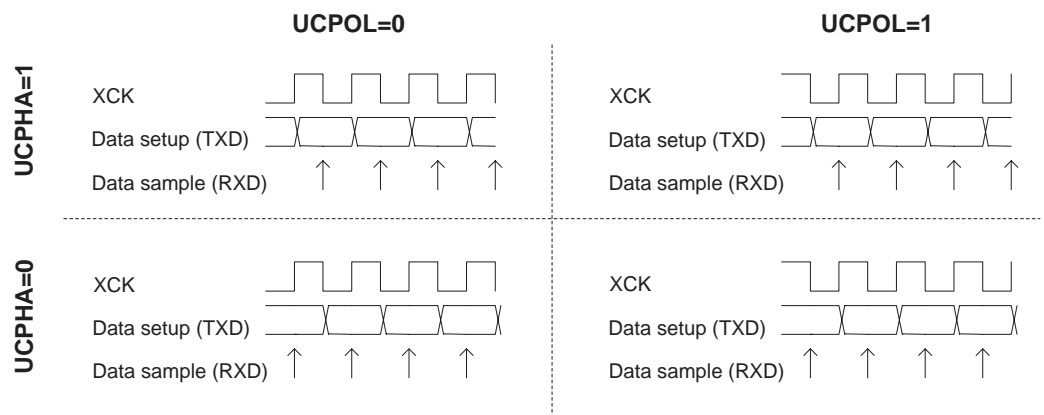 UCPOL=0
UCPOL=1
UCPHA=1
XCK
Data setup (TXD)
Data sample (RXD)
XCK
Data setup (TXD)
Data sample (RXD)
UCPHA=0
XCK
Data setup (TXD)
Data sample (RXD)
XCK
Data setup (TXD)
Data sample (RXD)